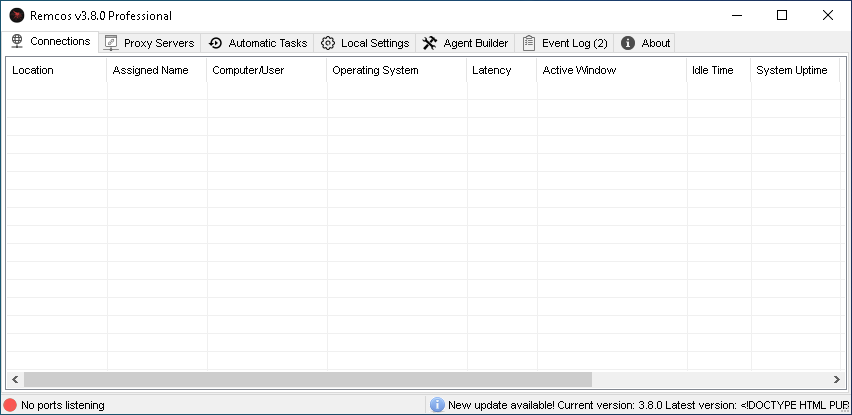 Remcos v3.8.0 Professional
Connections Proxy Servers Automatic Tasks Local Settings Agent Builder Event Log (2) About
Location Assigned Name Computer/User Operating System Latency Active Window Idle Time System Uptime
No ports listening New update available! Current version: 3.8.0 Latest version: <!DOCTYPE HTML PUB